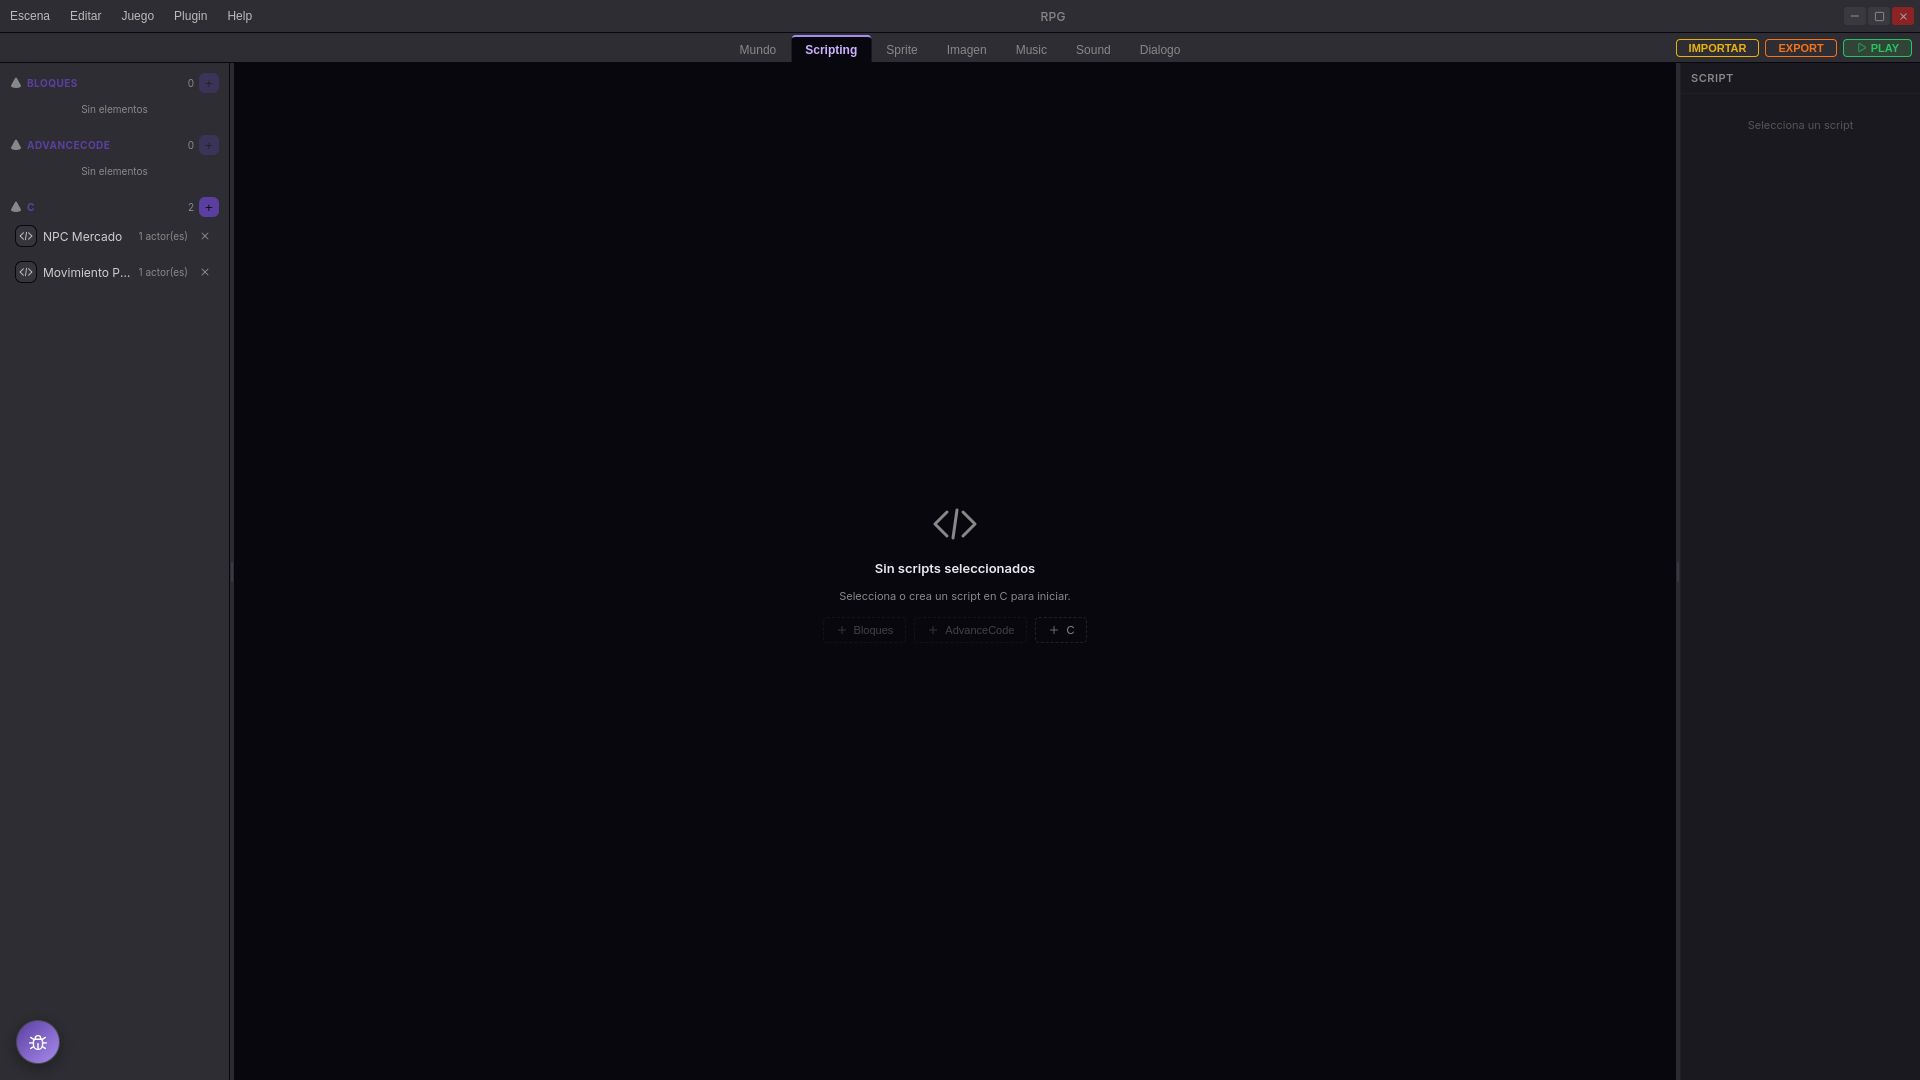 Escena Editar Juego Plugin Help
RPG
Mundo Scripting Sprite Imagen Music Sound Dialogo
IMPORTAR EXPORT PLAY
BLOQUES 0 +
Sin elementos
ADVANCECODE 0 +
Sin elementos
C 2 +
NPC Mercado 1 actor(es)
Movimiento P... 1 actor(es)
Sin scripts seleccionados
Selecciona o crea un script en C para iniciar.
+ Bloques + AdvanceCode + C
SCRIPT
Selecciona un script